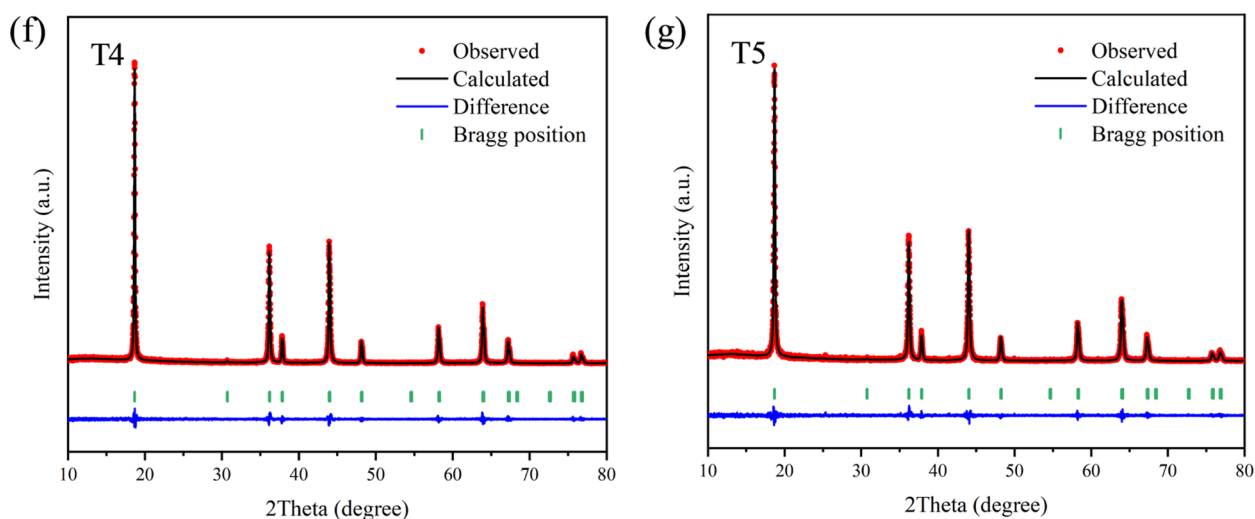 (f)
T4
Observed
Calculated
Difference
Bragg position
Intensity (a.u.)
10 20 30 40 50 60 70 80
2Theta (degree)
(g)
T5
Observed
Calculated
Difference
Bragg position
Intensity (a.u.)
10 20 30 40 50 60 70 80
2Theta (degree)